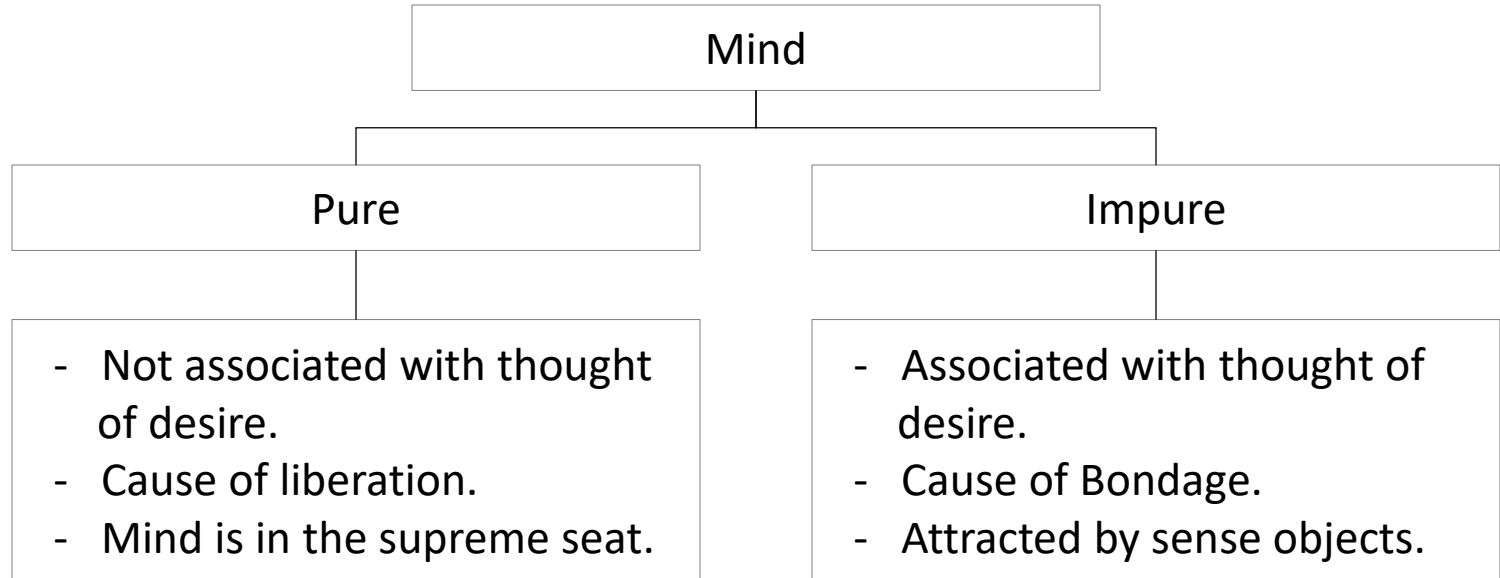 Mind
Pure
Impure
- Not associated with thought
of desire.
- Cause of liberation.
- Mind is in the supreme seat.
- Associated with thought of
desire.
- Cause of Bondage.
- Attracted by sense objects.